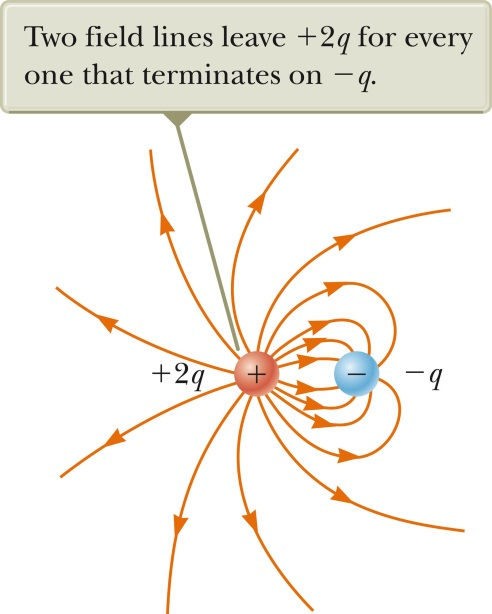 Two field lines leave +2q for every
one that terminates on −q.
+2q
+
−
−q